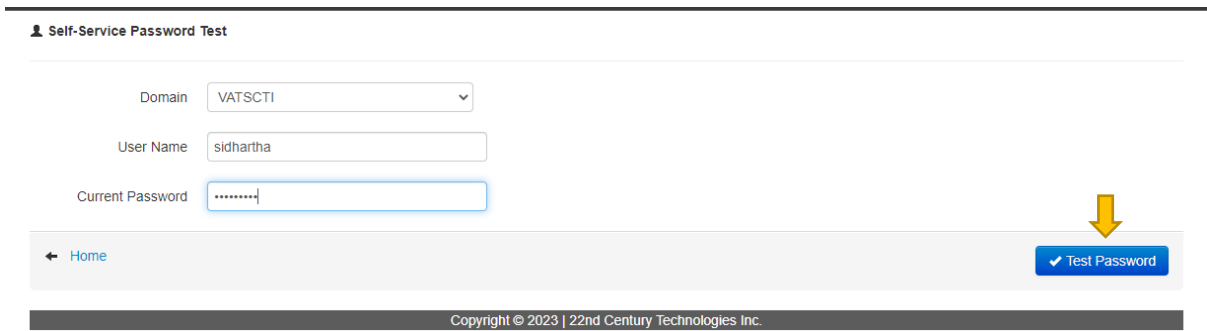 Self-Service Password Test
Domain VATSCTI
User Name sidhartha
Current Password •••••••••
Home
Test Password
Copyright © 2023 | 22nd Century Technologies Inc.